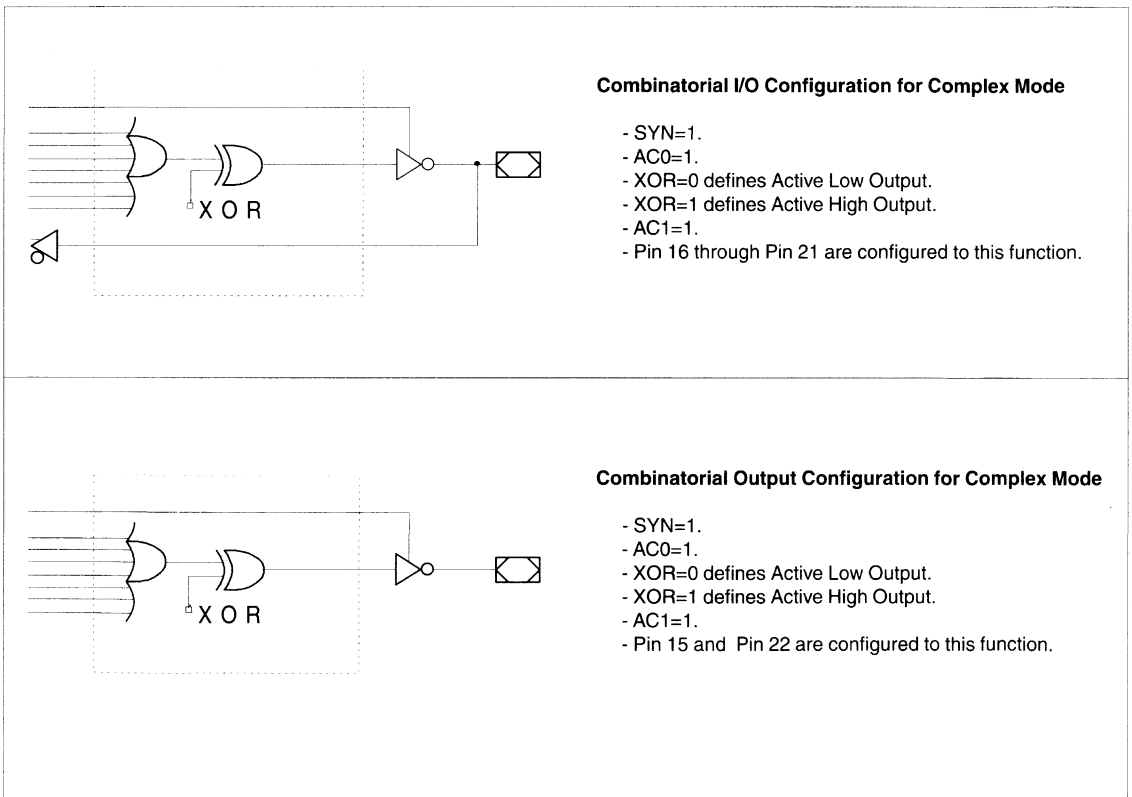 Combinatorial I/O Configuration for Complex Mode
- SYN=1.
- AC0=1.
- XOR=0 defines Active Low Output.
- XOR=1 defines Active High Output.
- AC1=1.
- Pin 16 through Pin 21 are configured to this function.
X O R
Combinatorial Output Configuration for Complex Mode
- SYN=1.
- AC0=1.
- XOR=0 defines Active Low Output.
- XOR=1 defines Active High Output.
- AC1=1.
- Pin 15 and  Pin 22 are configured to this function.
X O R